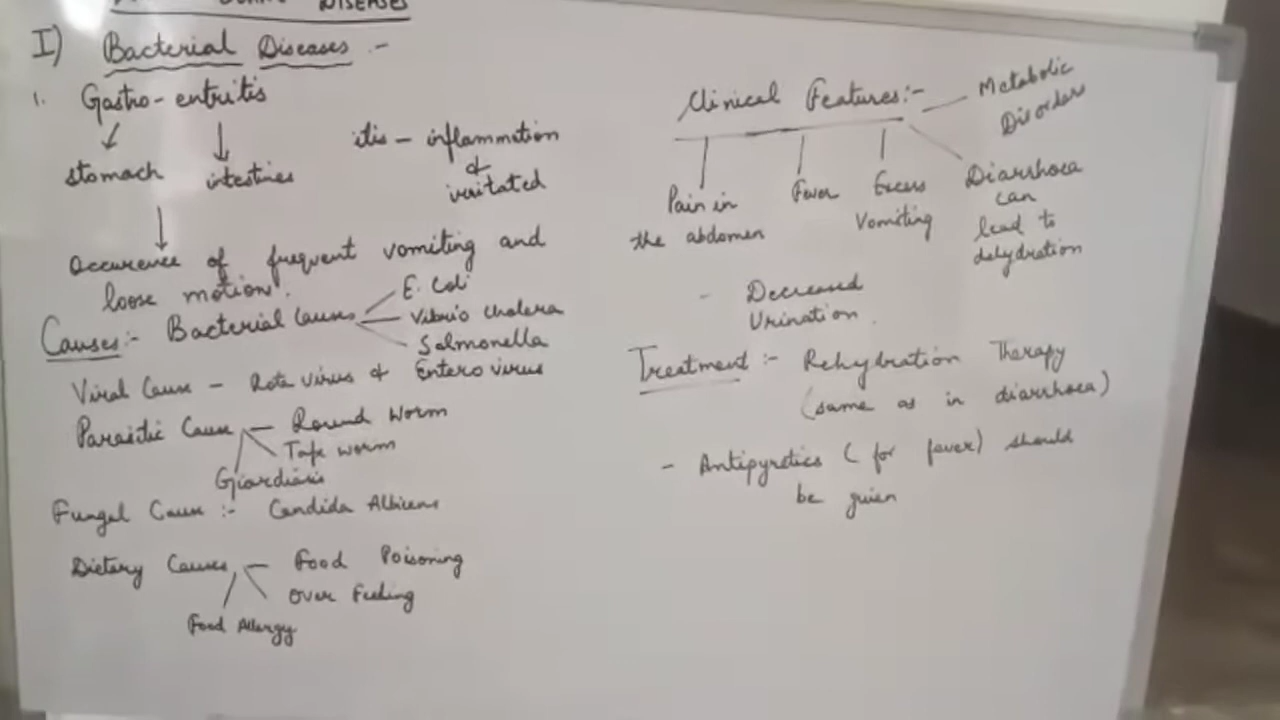 DISEASES
I) Bacterial Diseases :-
1. Gastro-entritis
stomach intestines
itis - inflammation
&
irritated
Occurence of frequent vomiting and
loose motion.
Causes:- Bacterial Causes
E. Coli
Vibrio Cholera
Salmonella
Viral Cause - Rota virus & Entero virus
Parasitic Cause - Round Worm
Tape worm
Giardiasis
Fungal Cause :- Candida Albicans
Dietary Causes - Food Poisoning
Over Feeding
Food Allergy
Clinical Features:-
Metabolic
Disorders
Pain in
the abdomen
Fever
Excess
Vomiting
Diarrhoea
can
lead to
dehydration
- Decreased
Urination.
Treatment :- Rehydration Therapy
(same as in diarrhoea)
- Antipyretics (for fever) should
be given